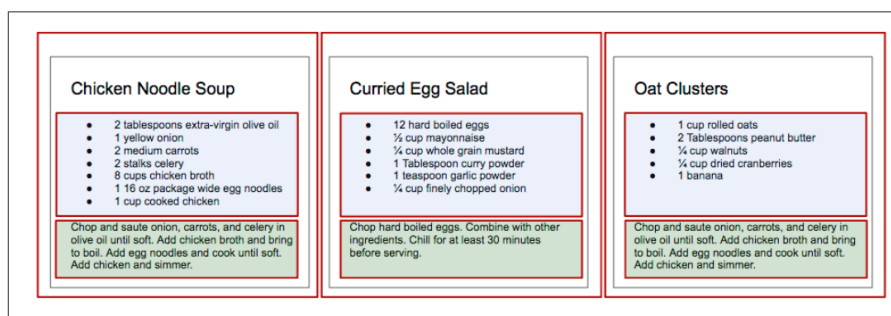 Chicken Noodle Soup
● 2 tablespoons extra-virgin olive oil
● 1 yellow onion
● 2 medium carrots
● 2 stalks celery
● 8 cups chicken broth
● 1 16 oz package wide egg noodles
● 1 cup cooked chicken
Chop and saute onion, carrots, and celery in
olive oil until soft. Add chicken broth and bring
to boil. Add egg noodles and cook until soft.
Add chicken and simmer.
Curried Egg Salad
● 12 hard boiled eggs
● ½ cup mayonnaise
● ¼ cup whole grain mustard
● 1 Tablespoon curry powder
● 1 teaspoon garlic powder
● ¼ cup finely chopped onion
Chop hard boiled eggs. Combine with other
ingredients. Chill for at least 30 minutes
before serving.
Oat Clusters
● 1 cup rolled oats
● 2 Tablespoons peanut butter
● ¼ cup walnuts
● ¼ cup dried cranberries
● 1 banana
Chop and saute onion, carrots, and celery in
olive oil until soft. Add chicken broth and bring
to boil. Add egg noodles and cook until soft.
Add chicken and simmer.